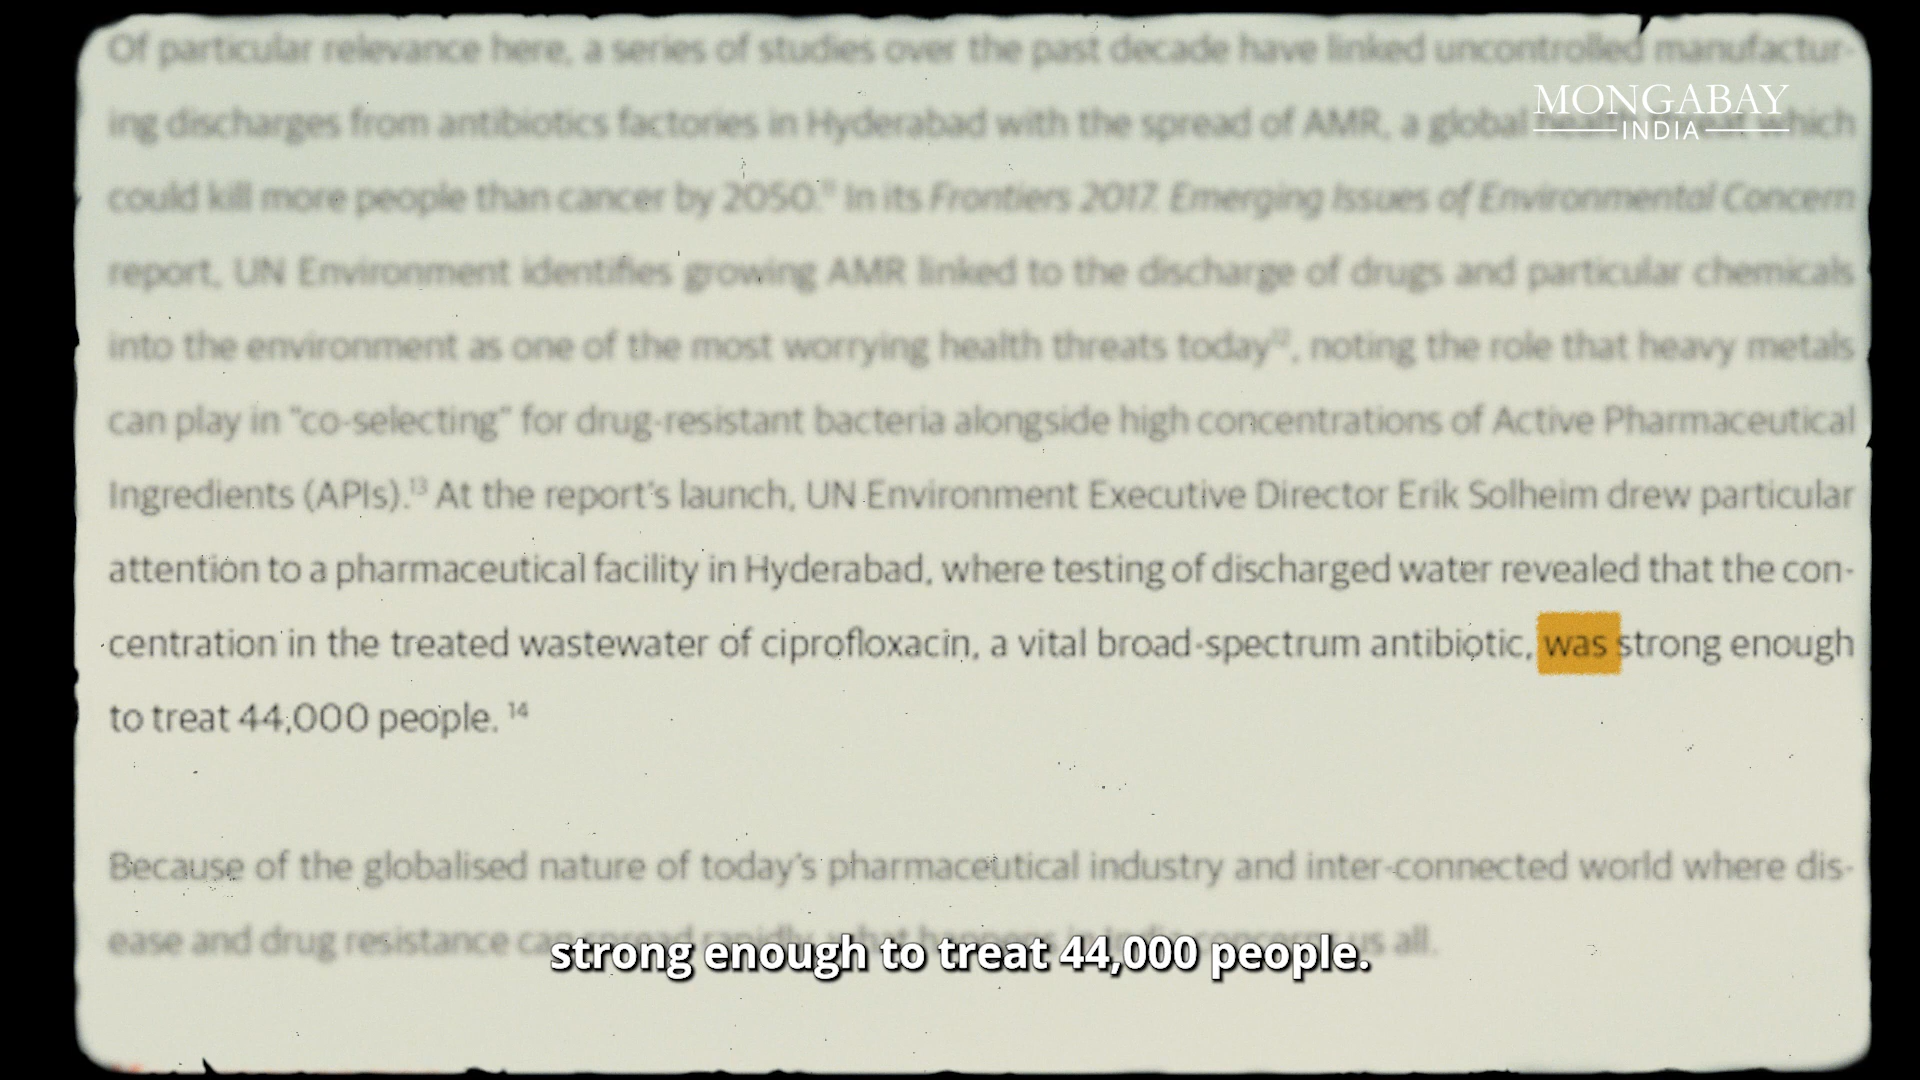 Of particular relevance here, a series of studies over the past decade have linked uncontrolled manufactur-
ing discharges from antibiotics factories in Hyderabad with the spread of AMR, a global which
could kill more people than cancer by 2050.¹¹ In its Frontiers 2017. Emerging Issues of Environmental Concern
report, UN Environment identifies growing AMR linked to the discharge of drugs and particular chemicals
into the environment as one of the most worrying health threats today¹², noting the role that heavy metals
can play in "co-selecting" for drug-resistant bacteria alongside high concentrations of Active Pharmaceutical
Ingredients (APIs).¹³ At the report's launch, UN Environment Executive Director Erik Solheim drew particular
attention to a pharmaceutical facility in Hyderabad, where testing of discharged water revealed that the con-
centration in the treated wastewater of ciprofloxacin, a vital broad-spectrum antibiotic, was strong enough
to treat 44,000 people. ¹⁴
Because of the globalised nature of today's pharmaceutical industry and inter-connected world where dis-
ease and drug resistance can spread rapidly, us all.
MONGABAY
INDIA
strong enough to treat 44,000 people.